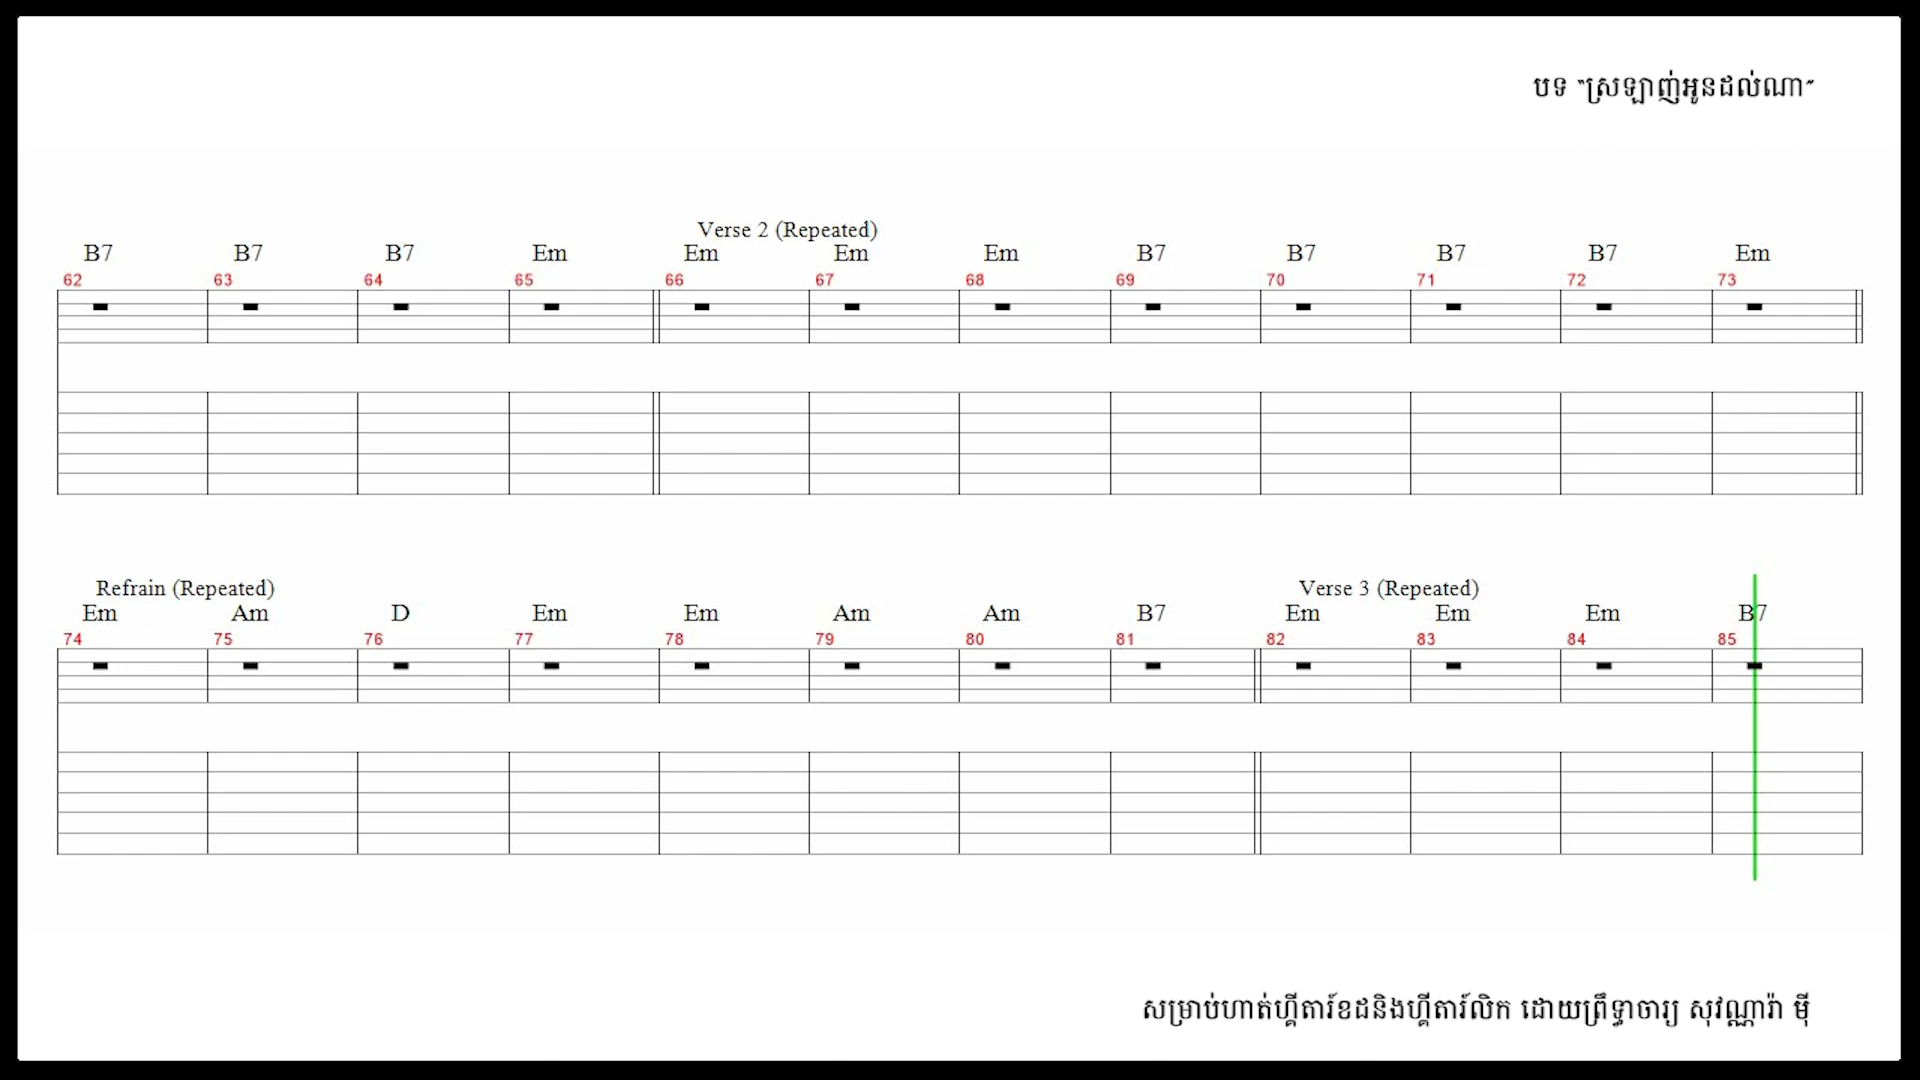 បទ "ស្រឡាញ់អូនដល់ណា"
Verse 2 (Repeated)
B7 B7 B7 Em Em Em Em B7 B7 B7 B7 Em
62 63 64 65 66 67 68 69 70 71 72 73
Refrain (Repeated) Verse 3 (Repeated)
Em Am D Em Em Am Am B7 Em Em Em B7
74 75 76 77 78 79 80 81 82 83 84 85
សម្រាប់ហាត់ហ្គីតារ៍ខដនិងហ្គីតារ៍លិក ដោយព្រឹទ្ធាចារ្យ សុវណ្ណារ៉ា ម៉ី